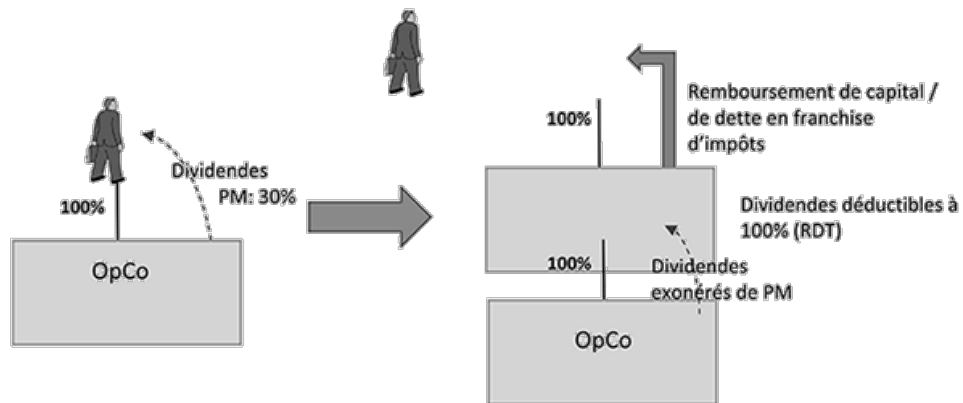 Dividendes
PM: 30%
100%
OpCo
100%
Remboursement de capital /
de dette en franchise
d'impôts
Dividendes déductibles à
100% (RDT)
100%
Dividendes
exonérés de PM
OpCo